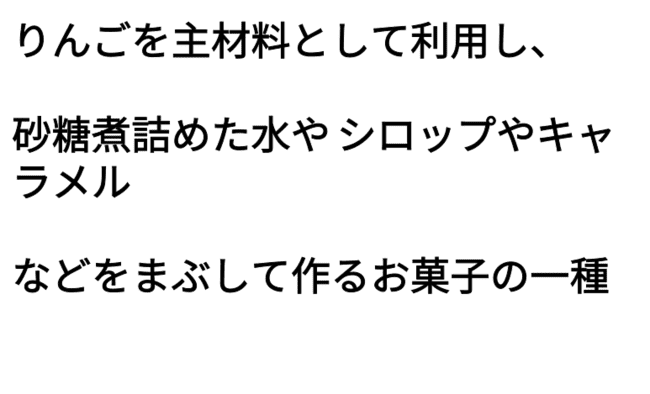 りんごを主材料として利用し、
砂糖煮詰めた水や シロップやキャ
ラメル
などをまぶして作るお菓子の一種